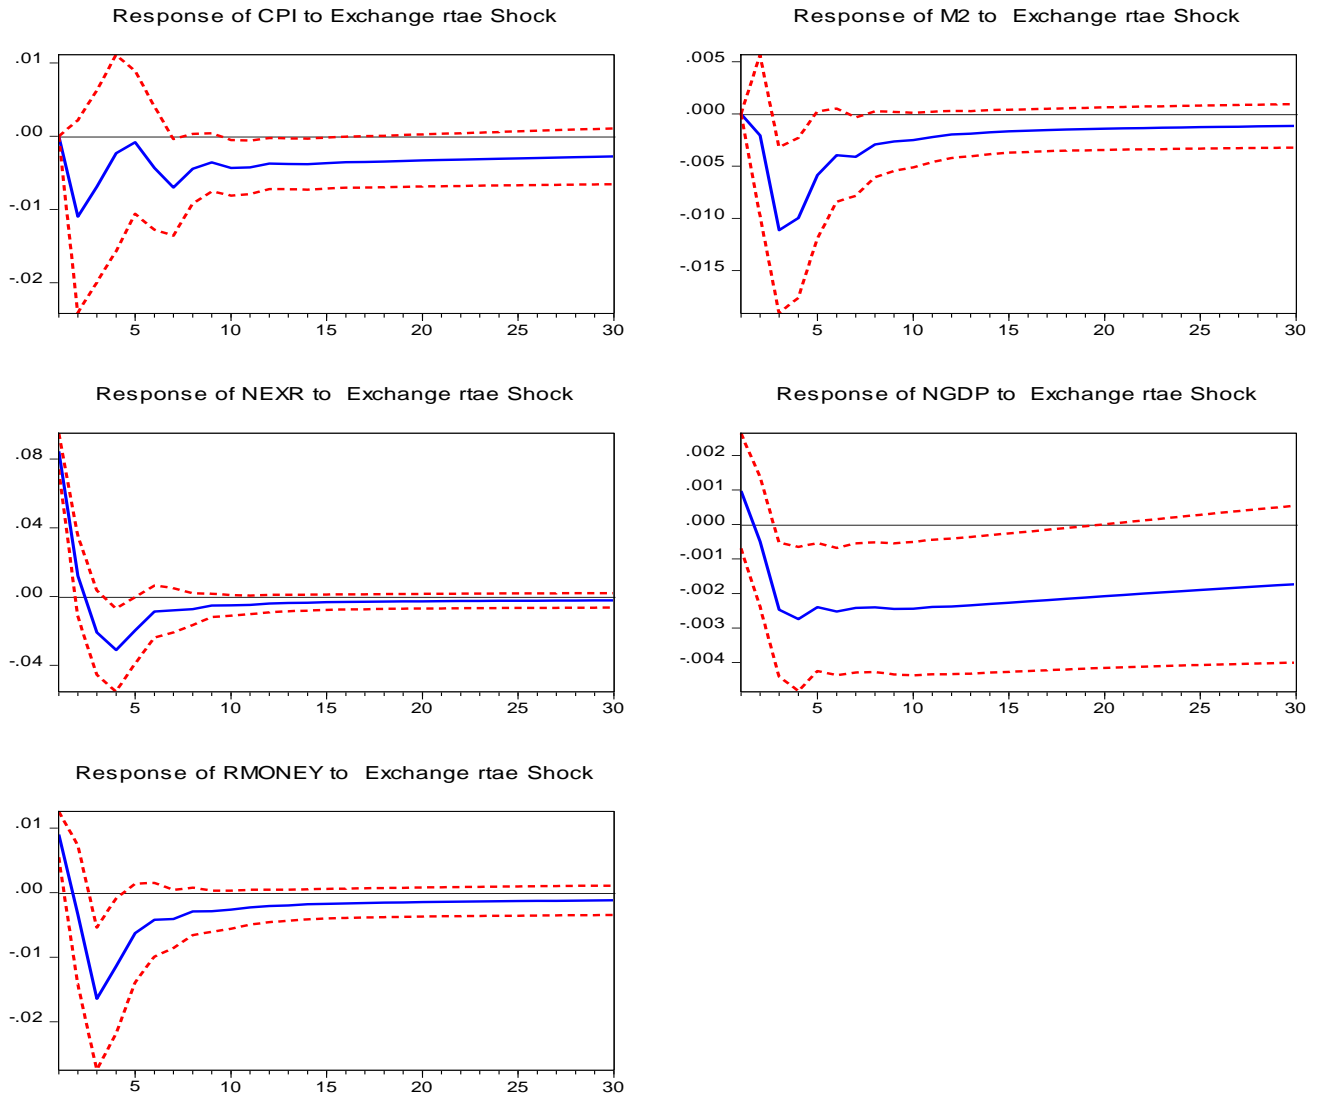 Response of CPI to Exchange rtae Shock
.01
.00
-.01
-.02
5 10 15 20 25 30
Response of M2 to Exchange rtae Shock
.005
.000
-.005
-.010
-.015
5 10 15 20 25 30
Response of NEXR to Exchange rtae Shock
.08
.04
.00
-.04
5 10 15 20 25 30
Response of NGDP to Exchange rtae Shock
.002
.001
.000
-.001
-.002
-.003
-.004
5 10 15 20 25 30
Response of RMONEY to Exchange rtae Shock
.01
.00
-.01
-.02
5 10 15 20 25 30